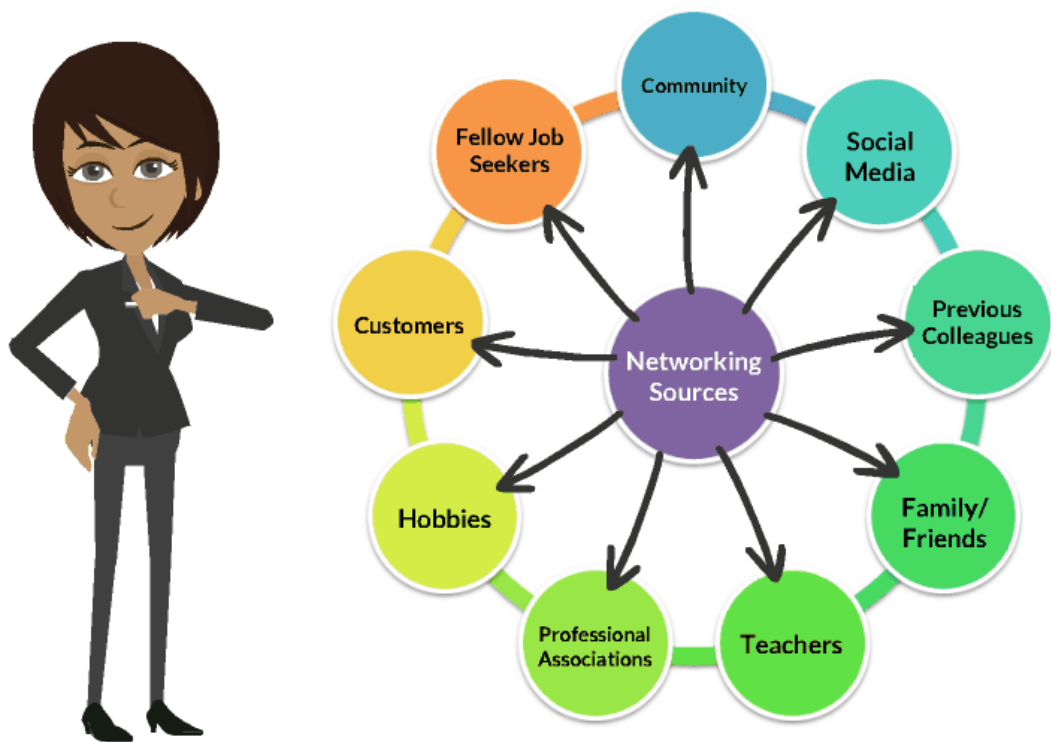 Community
Social
Media
Previous
Colleagues
Family/
Friends
Teachers
Professional
Associations
Hobbies
Customers
Fellow Job
Seekers
Networking
Sources